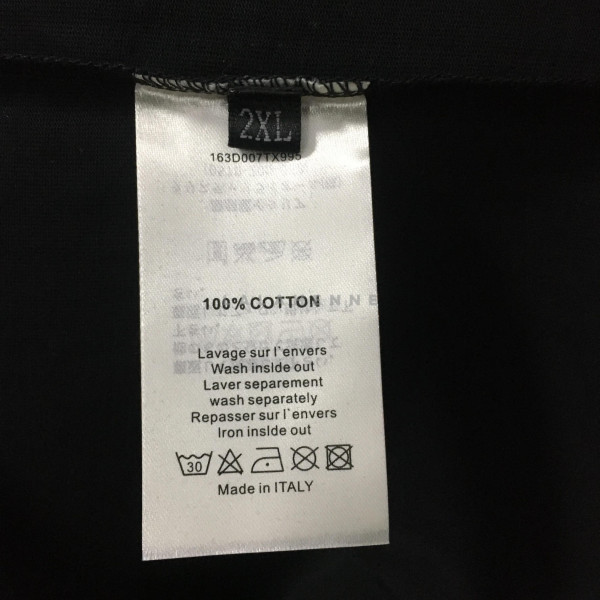 2XL
163D007TX995
100% COTTON
Lavage sur l'envers
Wash inslde out
Laver separement
wash separately
Repasser sur l'envers
Iron inslde out
30
Made in ITALY